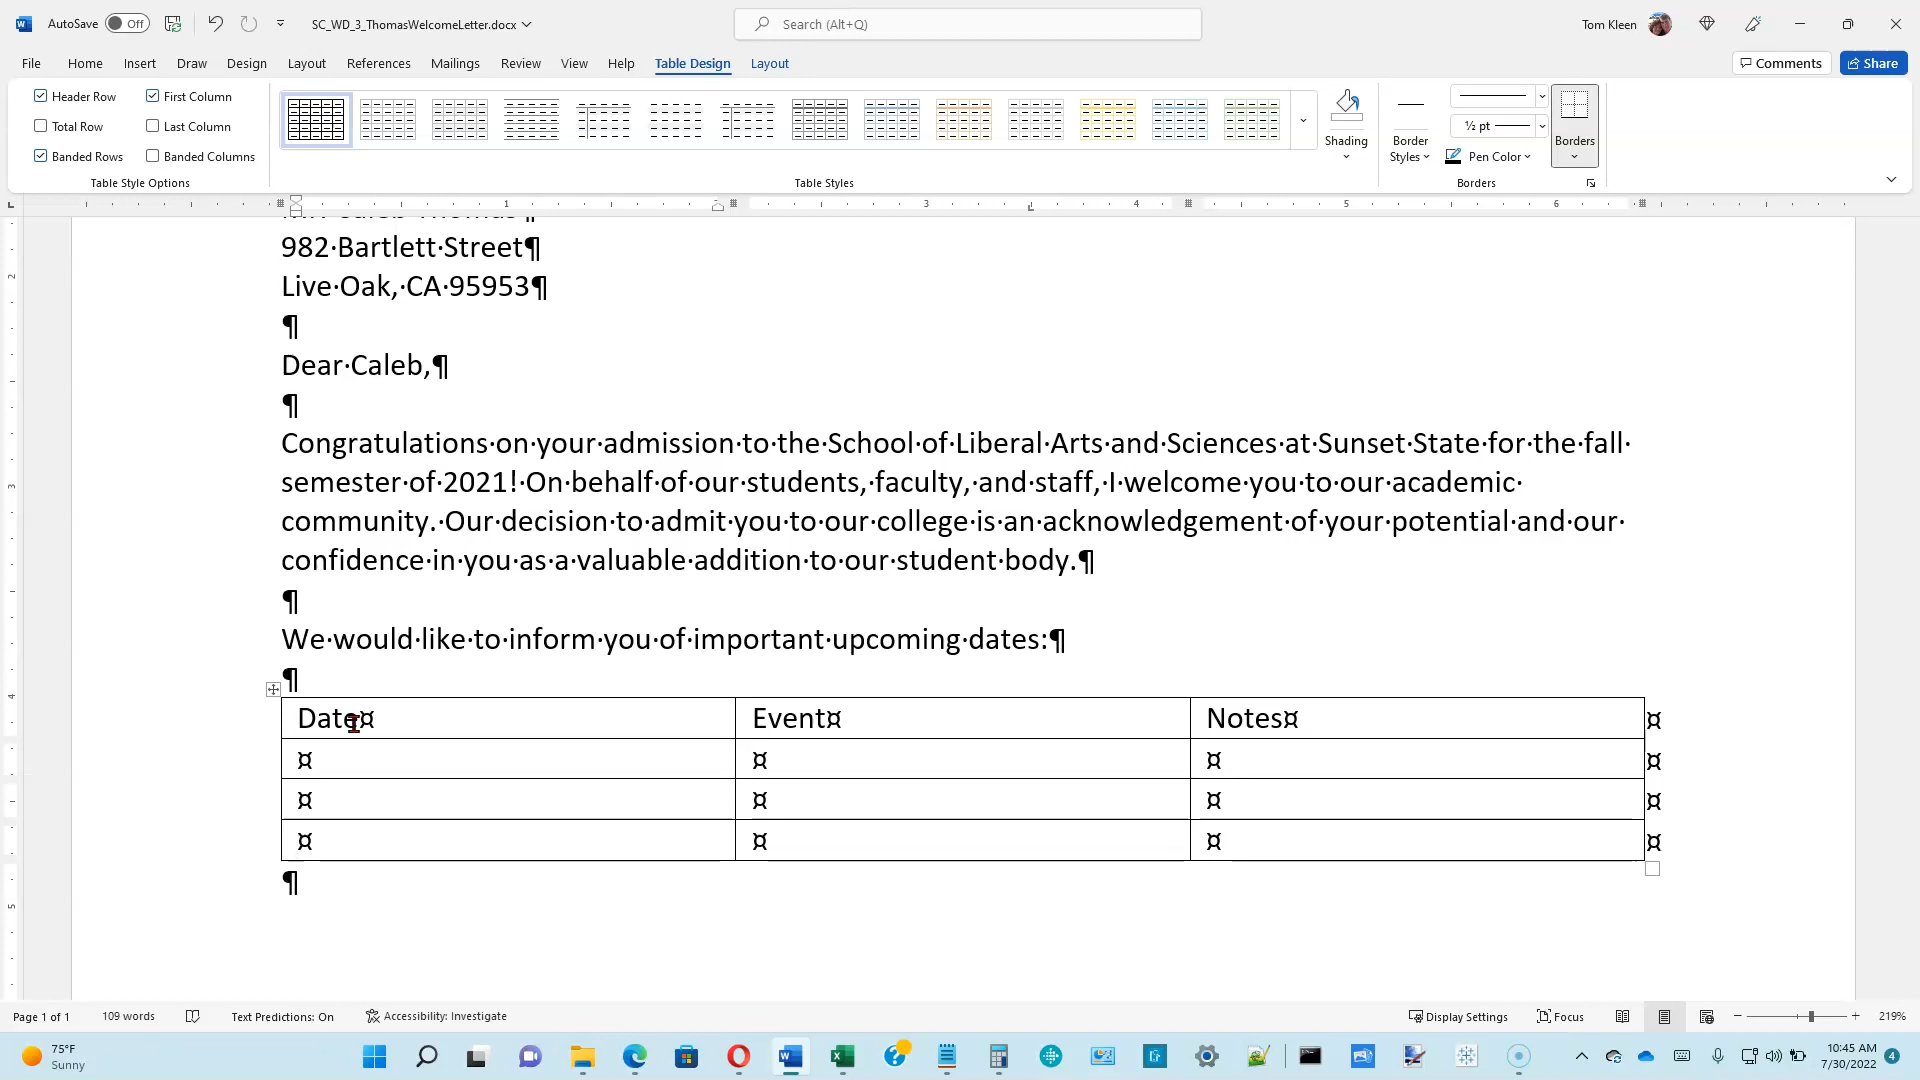 AutoSave Off SC_WD_3_ThomasWelcomeLetter.docx Search (Alt+Q) Tom Kleen
File Home Insert Draw Design Layout References Mailings Review View Help Table Design Layout Comments Share
Header Row First Column
Total Row Last Column
Banded Rows Banded Columns
Table Style Options
Table Styles
Shading
Border Styles
½ pt
Pen Color
Borders
Borders
1 3 4 5 6
982·Bartlett·Street¶
Live·Oak,·CA·95953¶
¶
Dear·Caleb,¶
¶
Congratulations·on·your·admission·to·the·School·of·Liberal·Arts·and·Sciences·at·Sunset·State·for·the·fall·
semester·of·2021!·On·behalf·of·our·students,·faculty,·and·staff,·I·welcome·you·to·our·academic·
community.·Our·decision·to·admit·you·to·our·college·is·an·acknowledgement·of·your·potential·and·our·
confidence·in·you·as·a·valuable·addition·to·our·student·body.¶
¶
We·would·like·to·inform·you·of·important·upcoming·dates:¶
¶
Date¤ Event¤ Notes¤ ¤
¤ ¤ ¤ ¤
¤ ¤ ¤ ¤
¤ ¤ ¤ ¤
¶
Page 1 of 1 109 words Text Predictions: On Accessibility: Investigate Display Settings Focus 219%
75°F
Sunny
10:45 AM
7/30/2022
4